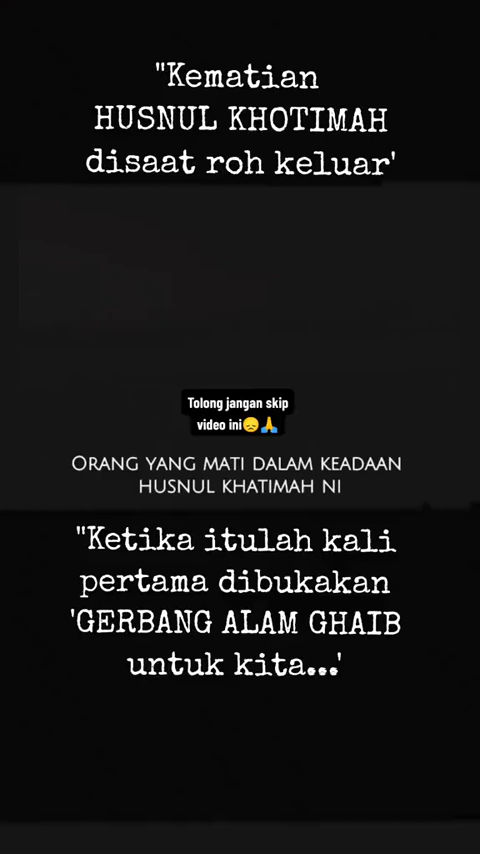 "Kematian
HUSNUL KHOTIMAH
disaat roh keluar'
Tolong jangan skip
video ini😞🙏
ORANG YANG MATI DALAM KEADAAN
HUSNUL KHATIMAH NI
"Ketika itulah kali
pertama dibukakan
'GERBANG ALAM GHAIB
untuk kita...'